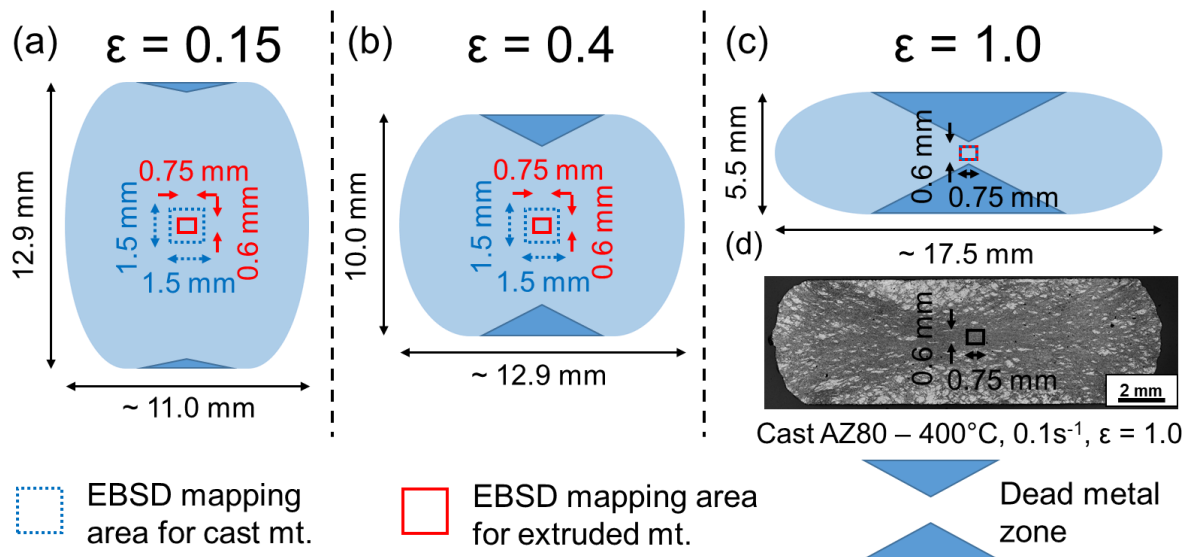 (a) ε = 0.15
12.9 mm
0.75 mm
1.5 mm
0.6 mm
1.5 mm
~ 11.0 mm
(b) ε = 0.4
10.0 mm
0.75 mm
1.5 mm
0.6 mm
1.5 mm
~ 12.9 mm
(c) ε = 1.0
5.5 mm
0.6 mm
0.75 mm
~ 17.5 mm
(d)
0.6 mm
0.75 mm
2 mm
Cast AZ80 – 400°C, 0.1s⁻¹, ε = 1.0
EBSD mapping
area for cast mt.
EBSD mapping area
for extruded mt.
Dead metal
zone